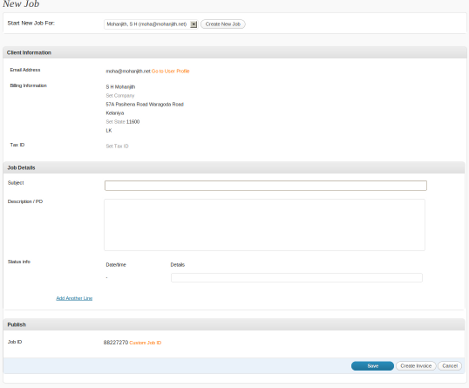 New Job
Start New Job For: Mohanjith, S H (moha@mohanjith.net) Create New Job
Client Information
Email Address moha@mohanjith.net Go to User Profile
Billing Information S H Mohanjith
Set Company
57A Pasitena Road Waragoda Road
Kelaniya
Set State 11600
LK
Tax ID Set Tax ID
Job Details
Subject
Description / PO
Status info Date/time Details
-
Add Another Line
Publish
Job ID 88227270 Custom Job ID
Save Create Invoice Cancel